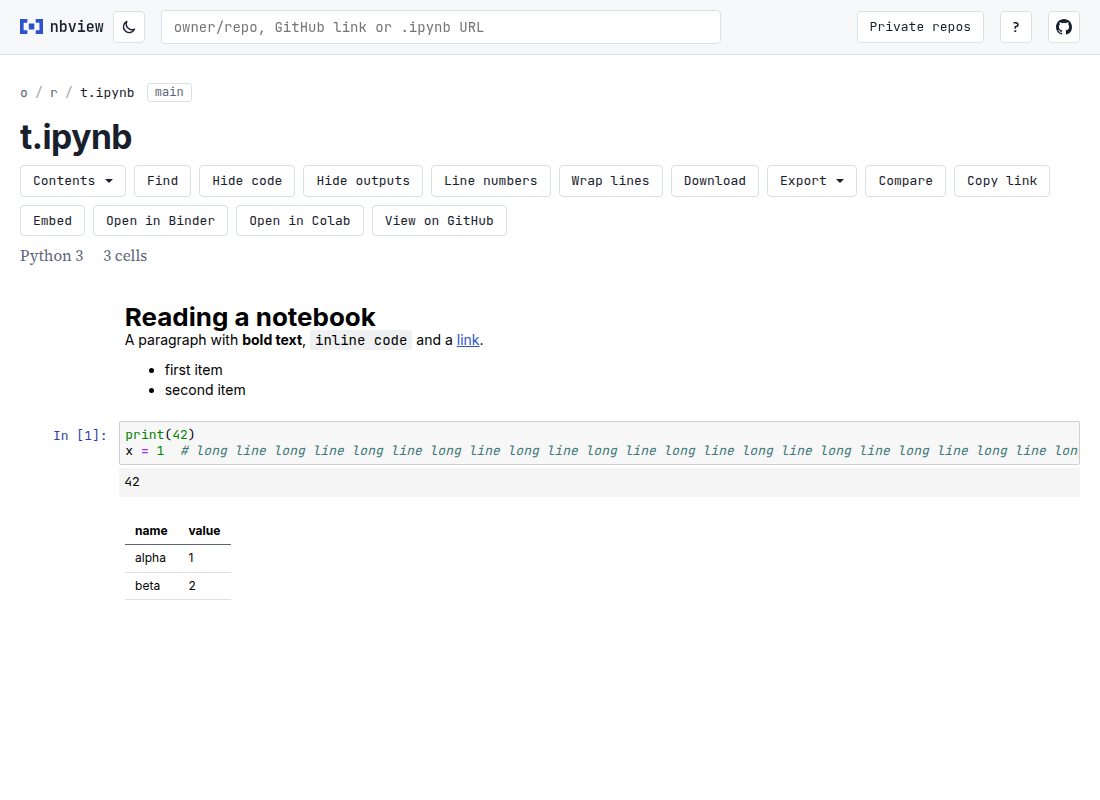 nbview
owner/repo, GitHub link or .ipynb URL
Private repos
?
o / r / t.ipynb main
t.ipynb
Contents Find Hide code Hide outputs Line numbers Wrap lines Download Export Compare Copy link
Embed Open in Binder Open in Colab View on GitHub
Python 3 3 cells
Reading a notebook
A paragraph with bold text, inline code and a link.
• first item
• second item
In [1]: print(42)
x = 1 # long line long line long line long line long line long line long line long line long line long line long line lon
42
name value
alpha 1
beta 2